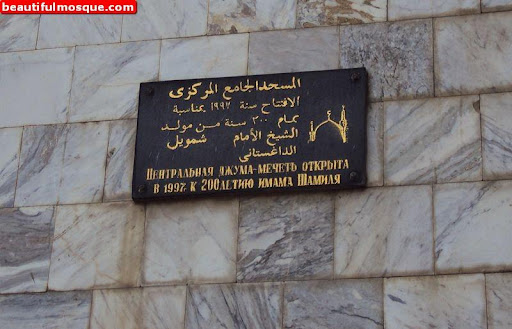 beautifulmosque.com
المسجد الجامع المركزى
الافتتاح سنة ١٩٩٧ بمناسبة
تمام ٢٠٠ سنة من مولد
الشيخ الأمام شمويل
الداغستاني
Центральная Джума-мечеть открыта
в 1997г к 200летию имама Шамиля